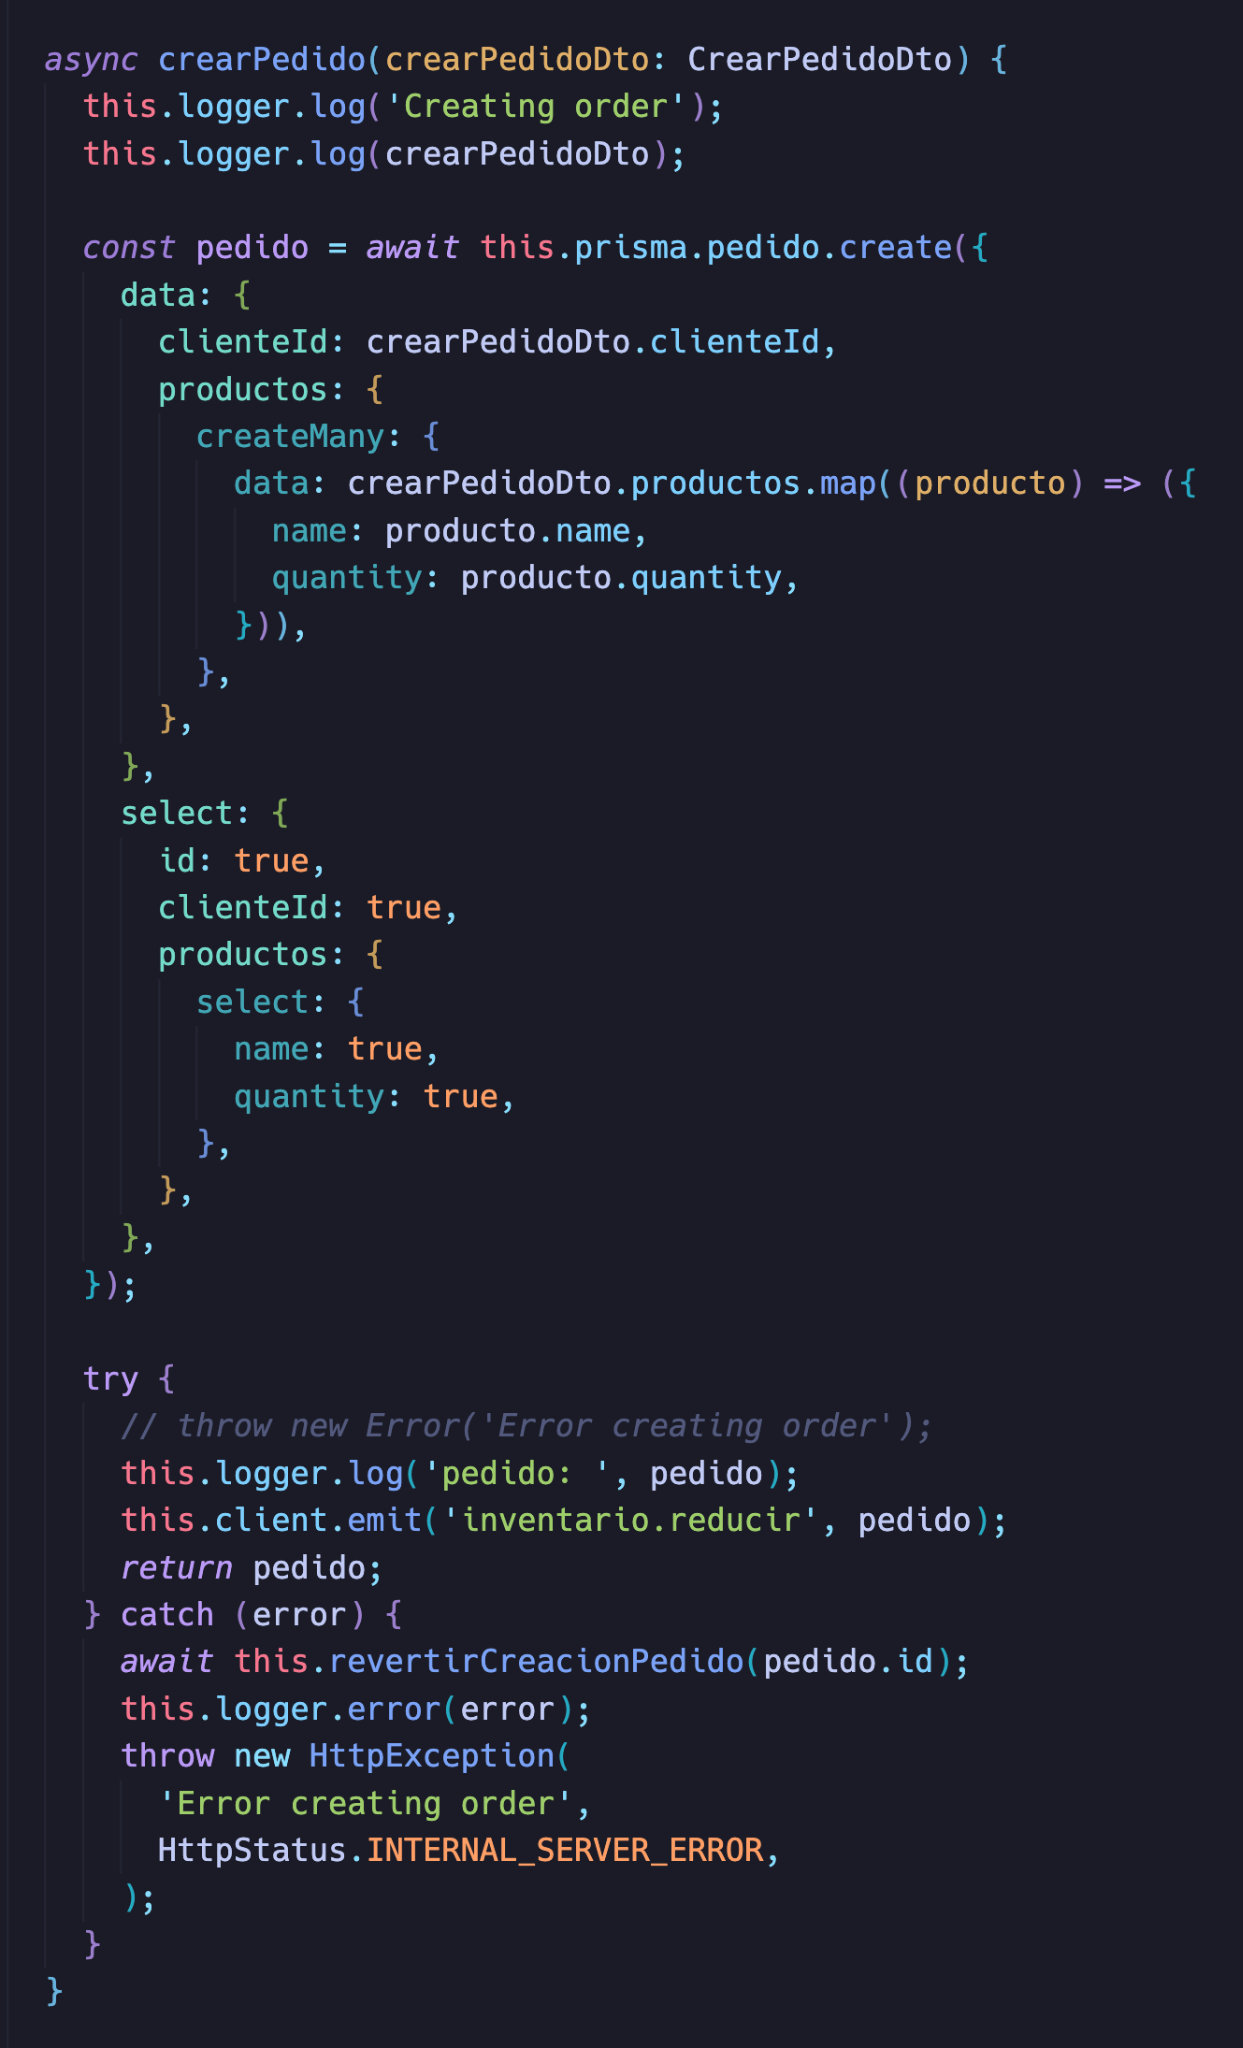 async crearPedido(crearPedidoDto: CrearPedidoDto) {
  this.logger.log('Creating order');
  this.logger.log(crearPedidoDto);

  const pedido = await this.prisma.pedido.create({
    data: {
      clienteId: crearPedidoDto.clienteId,
      productos: {
        createMany: {
          data: crearPedidoDto.productos.map((producto) => ({
            name: producto.name,
            quantity: producto.quantity,
          })),
        },
      },
    },
    select: {
      id: true,
      clienteId: true,
      productos: {
        select: {
          name: true,
          quantity: true,
        },
      },
    },
  });

  try {
    // throw new Error('Error creating order');
    this.logger.log('pedido: ', pedido);
    this.client.emit('inventario.reducir', pedido);
    return pedido;
  } catch (error) {
    await this.revertirCreacionPedido(pedido.id);
    this.logger.error(error);
    throw new HttpException(
      'Error creating order',
      HttpStatus.INTERNAL_SERVER_ERROR,
    );
  }
}